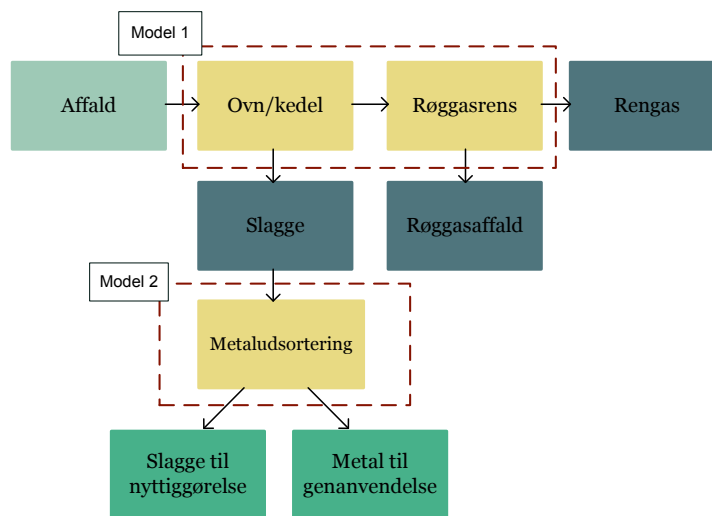 Model 1
Affald
Ovn/kedel
Røggasrens
Rengas
Slagge
Røggasaffald
Model 2
Metaludsortering
Slagge til
nyttiggørelse
Metal til
genanvendelse